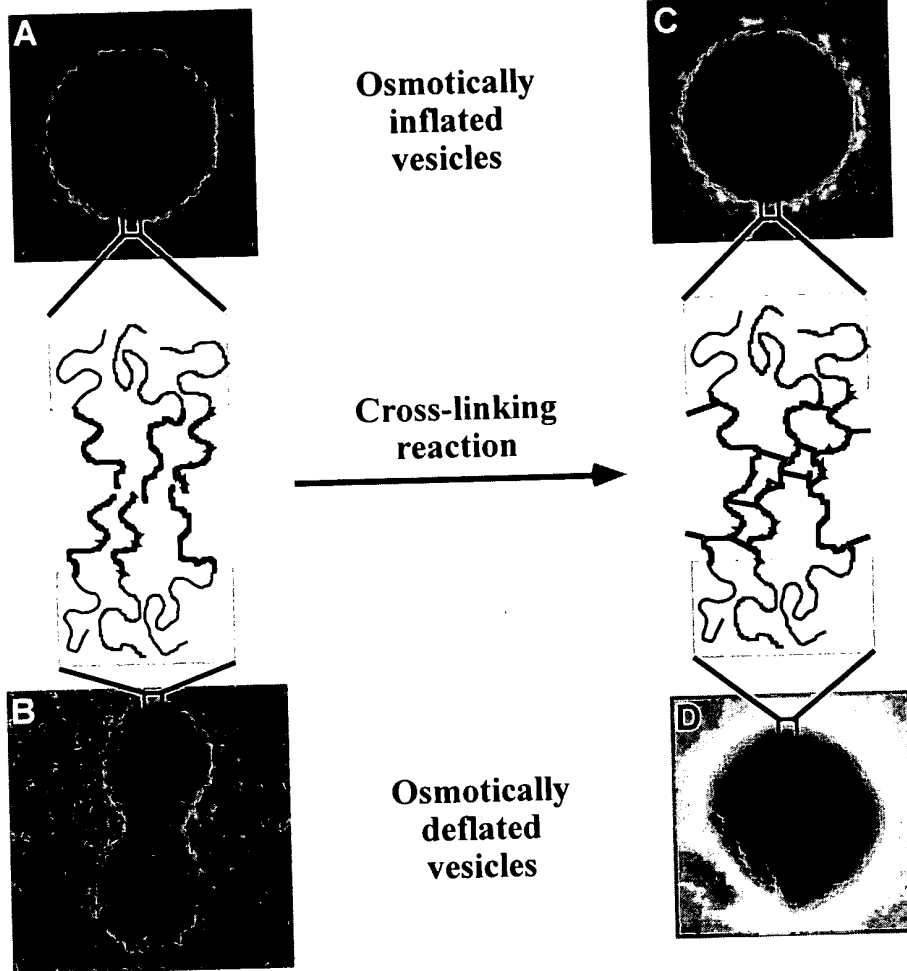 A
C
Osmotically
inflated
vesicles
Cross-linking
reaction
B
D
Osmotically
deflated
vesicles